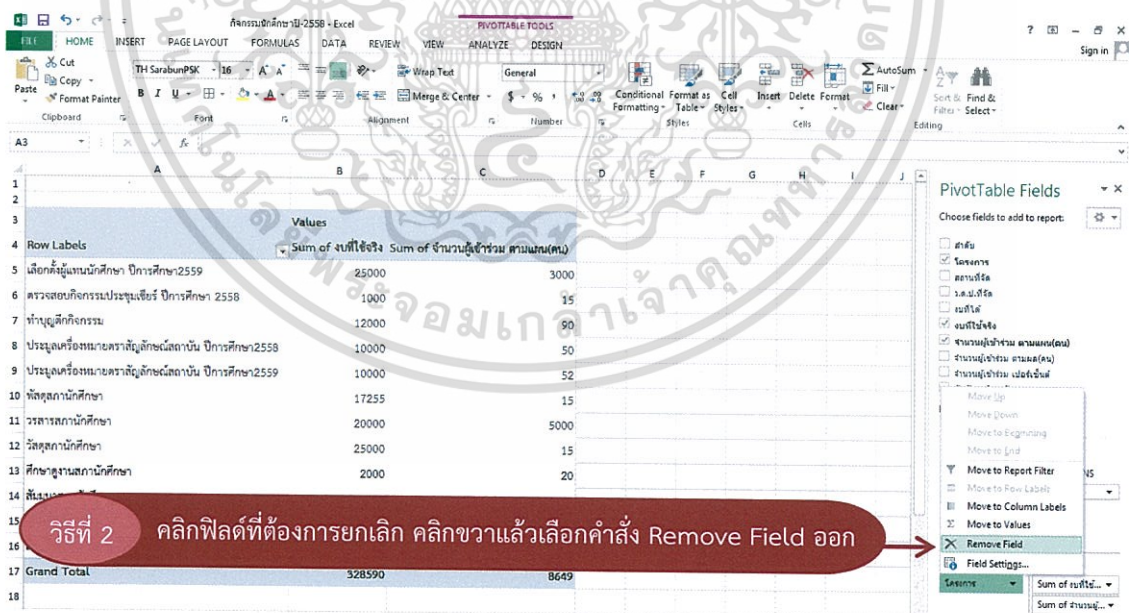 กิจกรรมนักศึกษาปี-2558 - Excel
PIVOTTABLE TOOLS
Sign in
FILE HOME INSERT PAGE LAYOUT FORMULAS DATA REVIEW VIEW ANALYZE DESIGN
Cut
Copy
Format Painter
Paste
TH SarabunPSK 16
Wrap Text
Merge & Center
General
Conditional Formatting
Format as Table
Cell Styles
Insert Delete Format
AutoSum
Fill
Clear
Sort & Filter
Find & Select
Clipboard Font Alignment Number Styles Cells Editing
A3
A B C D E F G H I J
1
2
3 Values
4 Row Labels Sum of งบที่ใช้จริง Sum of จำนวนผู้เข้าร่วม ตามแผน(คน)
5 เลือกตั้งผู้แทนนักศึกษา ปีการศึกษา2559 25000 3000
6 ตรวจสอบกิจกรรมประชุมเชียร์ ปีการศึกษา 2558 1000 15
7 ทำบุญตึกกิจกรรม 12000 90
8 ประมูลเครื่องหมายตราสัญลักษณ์สถาบัน ปีการศึกษา2558 10000 50
9 ประมูลเครื่องหมายตราสัญลักษณ์สถาบัน ปีการศึกษา2559 10000 52
10 พัสดุสภานักศึกษา 17255 15
11 วรสารสภานักศึกษา 20000 5000
12 วัสดุสภานักศึกษา 25000 15
13 ศึกษาดูงานสภานักศึกษา 2000 20
14
15
16
วิธีที่ 2 คลิกฟิลด์ที่ต้องการยกเลิก คลิกขวาแล้วเลือกคำสั่ง Remove Field ออก
17 Grand Total 328590 8649
18
PivotTable Fields
Choose fields to add to report:
ลำดับ
โครงการ
สถานที่จัด
ว.ด.ป.ที่จัด
งบที่ได้
งบที่ใช้จริง
จำนวนผู้เข้าร่วม ตามแผน(คน)
จำนวนผู้เข้าร่วม ตามผล(คน)
จำนวนผู้เข้าร่วม เปอร์เซ็นต์
Move Up
Move Down
Move to Beginning
Move to End
Move to Report Filter
Move to Row Labels
Move to Column Labels
Move to Values
Remove Field
Field Settings...
โครงการ
Sum of งบที่ใช้...
Sum of จำนวนผู้...
พระจอมเกล้าเจ้าคุณทหาร